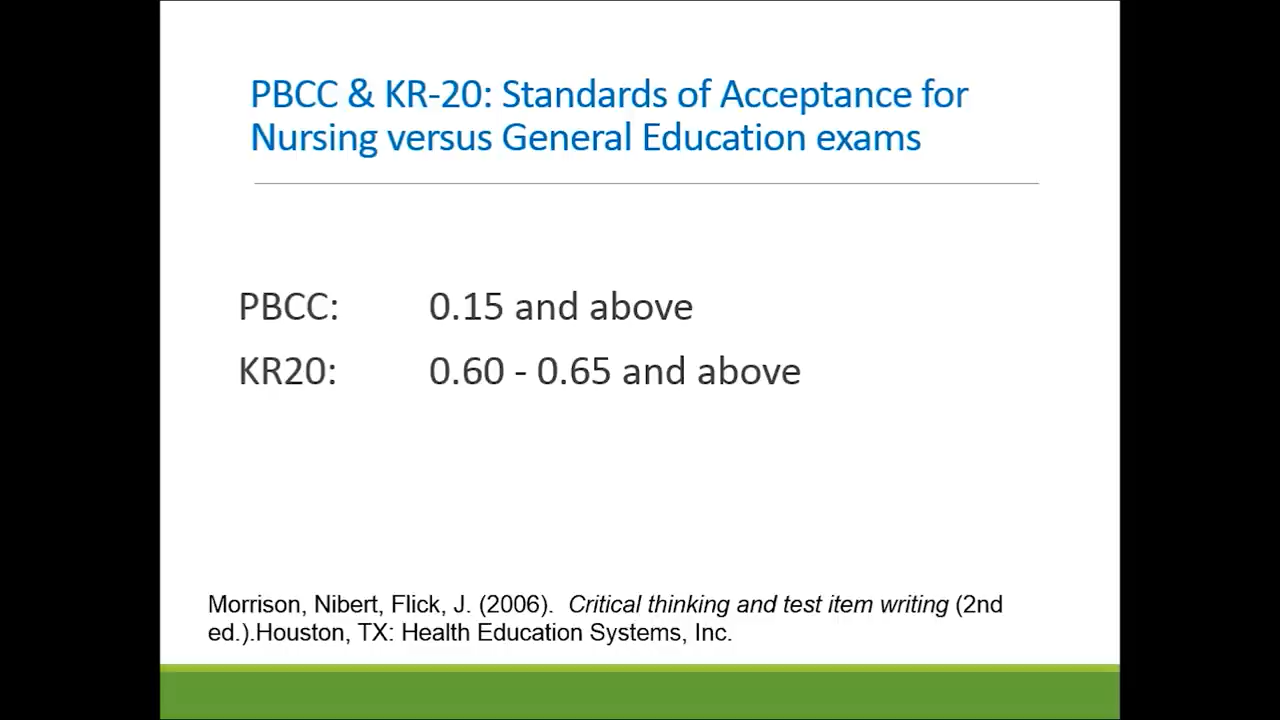 PBCC & KR-20: Standards of Acceptance for
Nursing versus General Education exams
PBCC: 0.15 and above
KR20: 0.60 - 0.65 and above
Morrison, Nibert, Flick, J. (2006). Critical thinking and test item writing (2nd
ed.).Houston, TX: Health Education Systems, Inc.